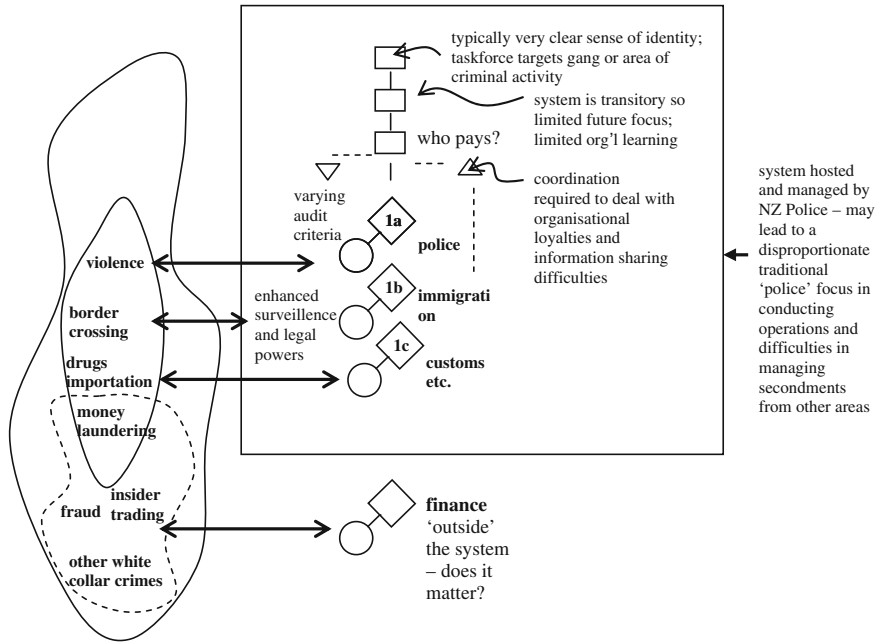 typically very clear sense of identity;
taskforce targets gang or area of
criminal activity
system is transitory so
limited future focus;
limited org'l learning
who pays?
coordination
required to deal with
organisational
loyalties and
information sharing
difficulties
varying
audit
criteria
1a
police
1b
immigrati
on
1c
customs
etc.
enhanced
surveillence
and legal
powers
violence
border
crossing
drugs
importation
money
laundering
insider
trading
fraud
other white
collar crimes
finance
'outside'
the system
– does it
matter?
system hosted
and managed by
NZ Police – may
lead to a
disproportionate
traditional
'police' focus in
conducting
operations and
difficulties in
managing
secondments
from other areas